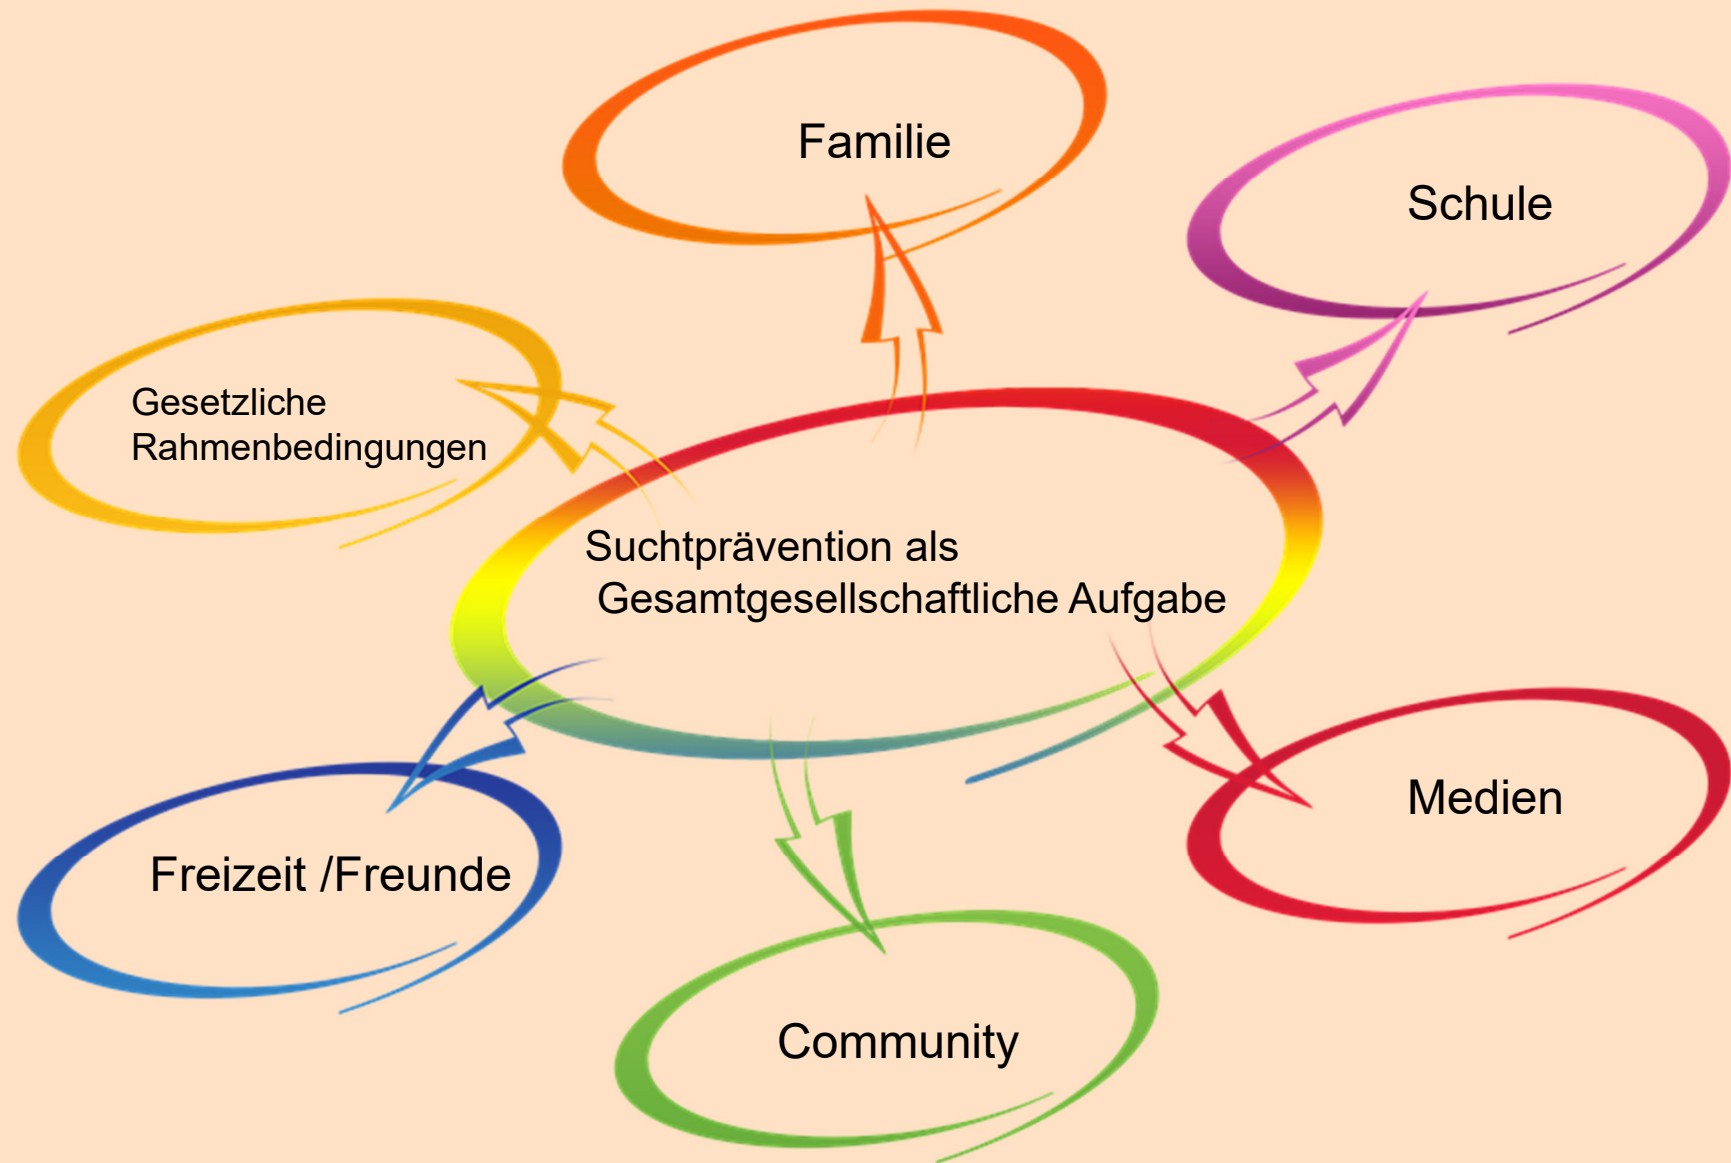 Familie
Schule
Gesetzliche
Rahmenbedingungen
Suchtprävention als
Gesamtgesellschaftliche Aufgabe
Medien
Freizeit /Freunde
Community